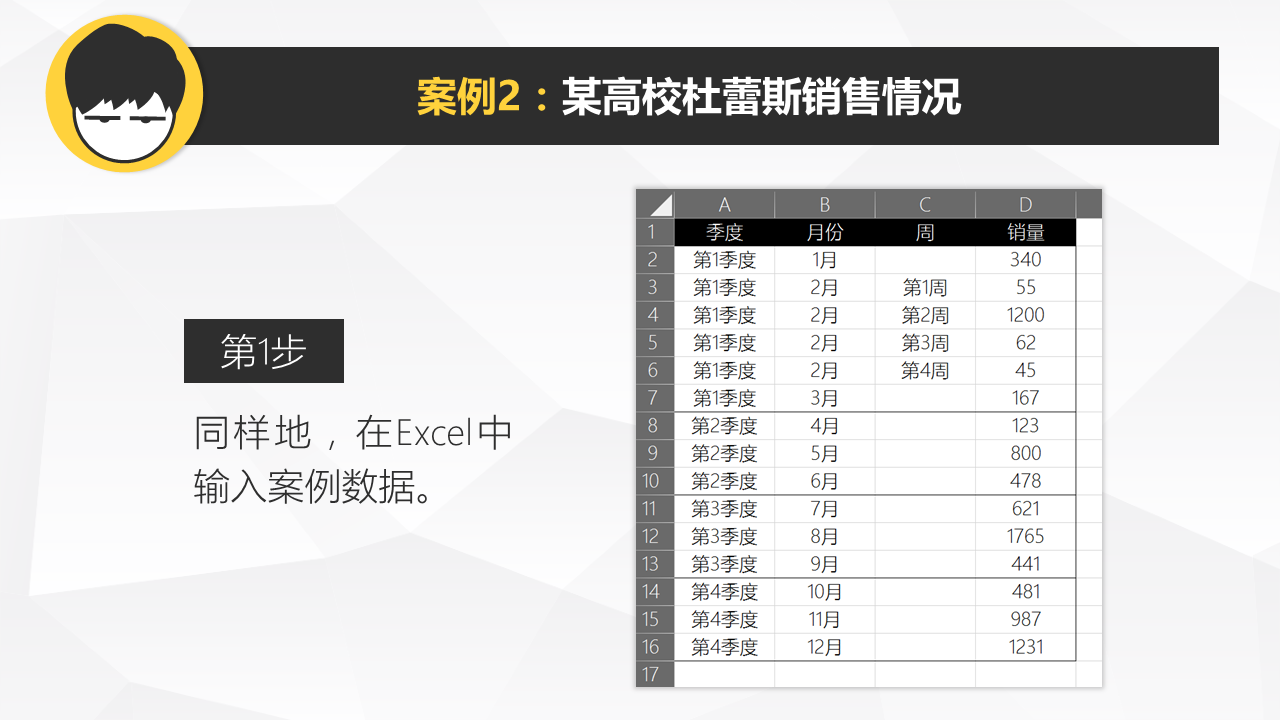 案例2：某高校杜蕾斯销售情况
第1步
同样地，在Excel中
输入案例数据。
A B C D
1 季度 月份 周 销量
2 第1季度 1月 340
3 第1季度 2月 第1周 55
4 第1季度 2月 第2周 1200
5 第1季度 2月 第3周 62
6 第1季度 2月 第4周 45
7 第1季度 3月 167
8 第2季度 4月 123
9 第2季度 5月 800
10 第2季度 6月 478
11 第3季度 7月 621
12 第3季度 8月 1765
13 第3季度 9月 441
14 第4季度 10月 481
15 第4季度 11月 987
16 第4季度 12月 1231
17